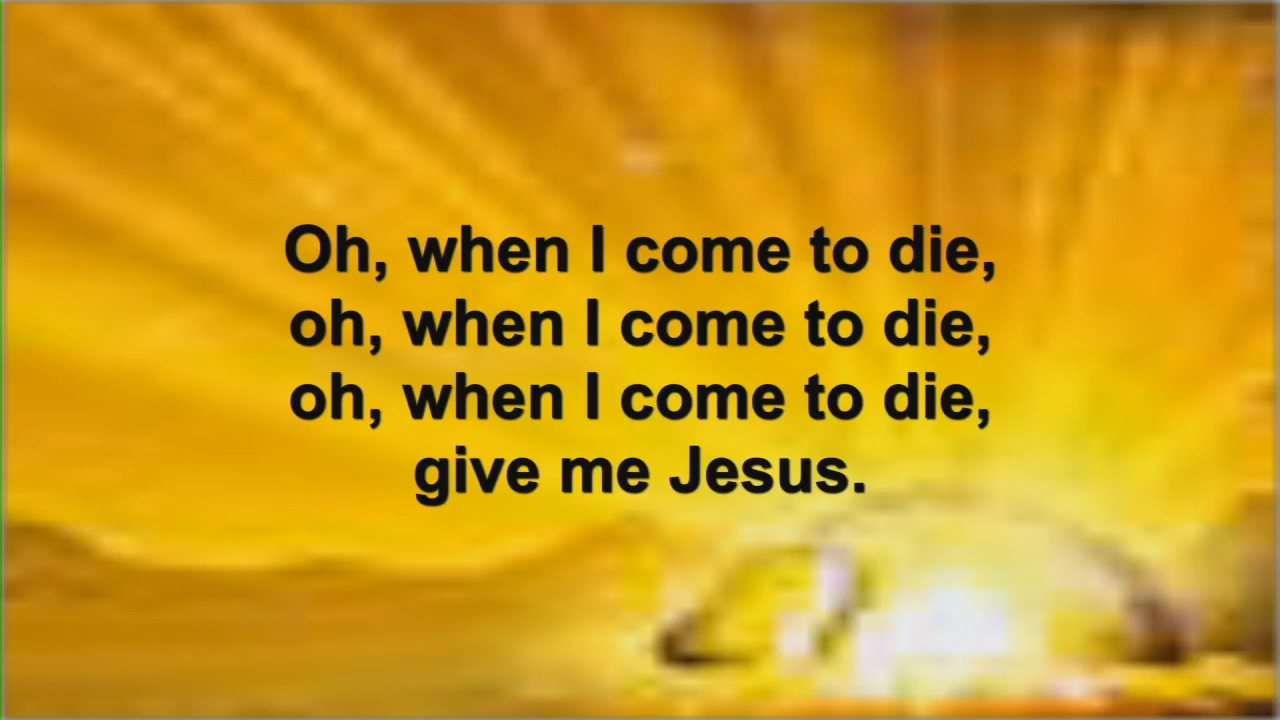 Oh, when I come to die,
oh, when I come to die,
oh, when I come to die,
give me Jesus.